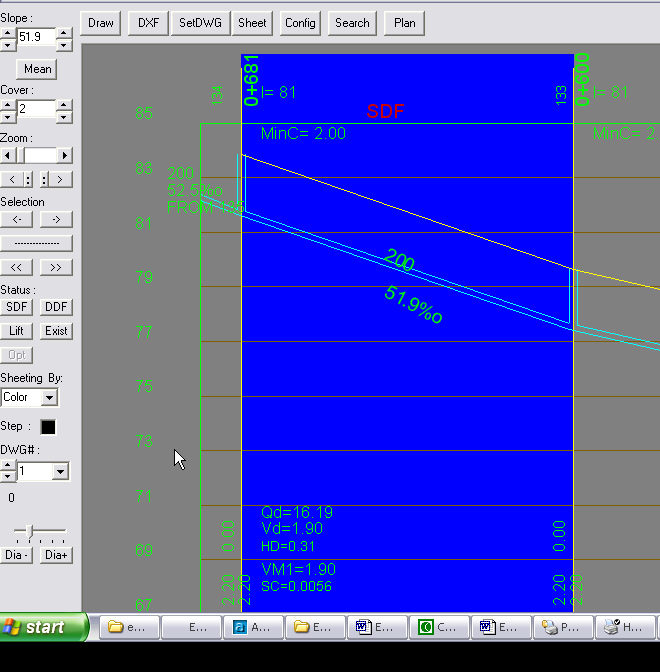 Slope :
51.9
Mean
Cover :
2
Zoom :
< : : >
Selection
<- ->
---------------
<< >>
Status :
SDF DDF
Lift Exist
Opt
Sheeting By:
Color
Step :
DWG# :
1
0
Dia - Dia+
Draw DXF SetDWG Sheet Config Search Plan
134 0+681 133 0+600
I= 81 I= 81
SDF
MinC= 2.00 MinC= 2
85
83
81
79
77
75
73
71
69
67
200
200
51.9%o
Qd=16.19
Vd=1.90
HD=0.31
VM1=1.90
SC=0.0056
0.00 0.00
2.20 2.20 2.20 2.20
start e... E... A... E... E... C... E... P... H...